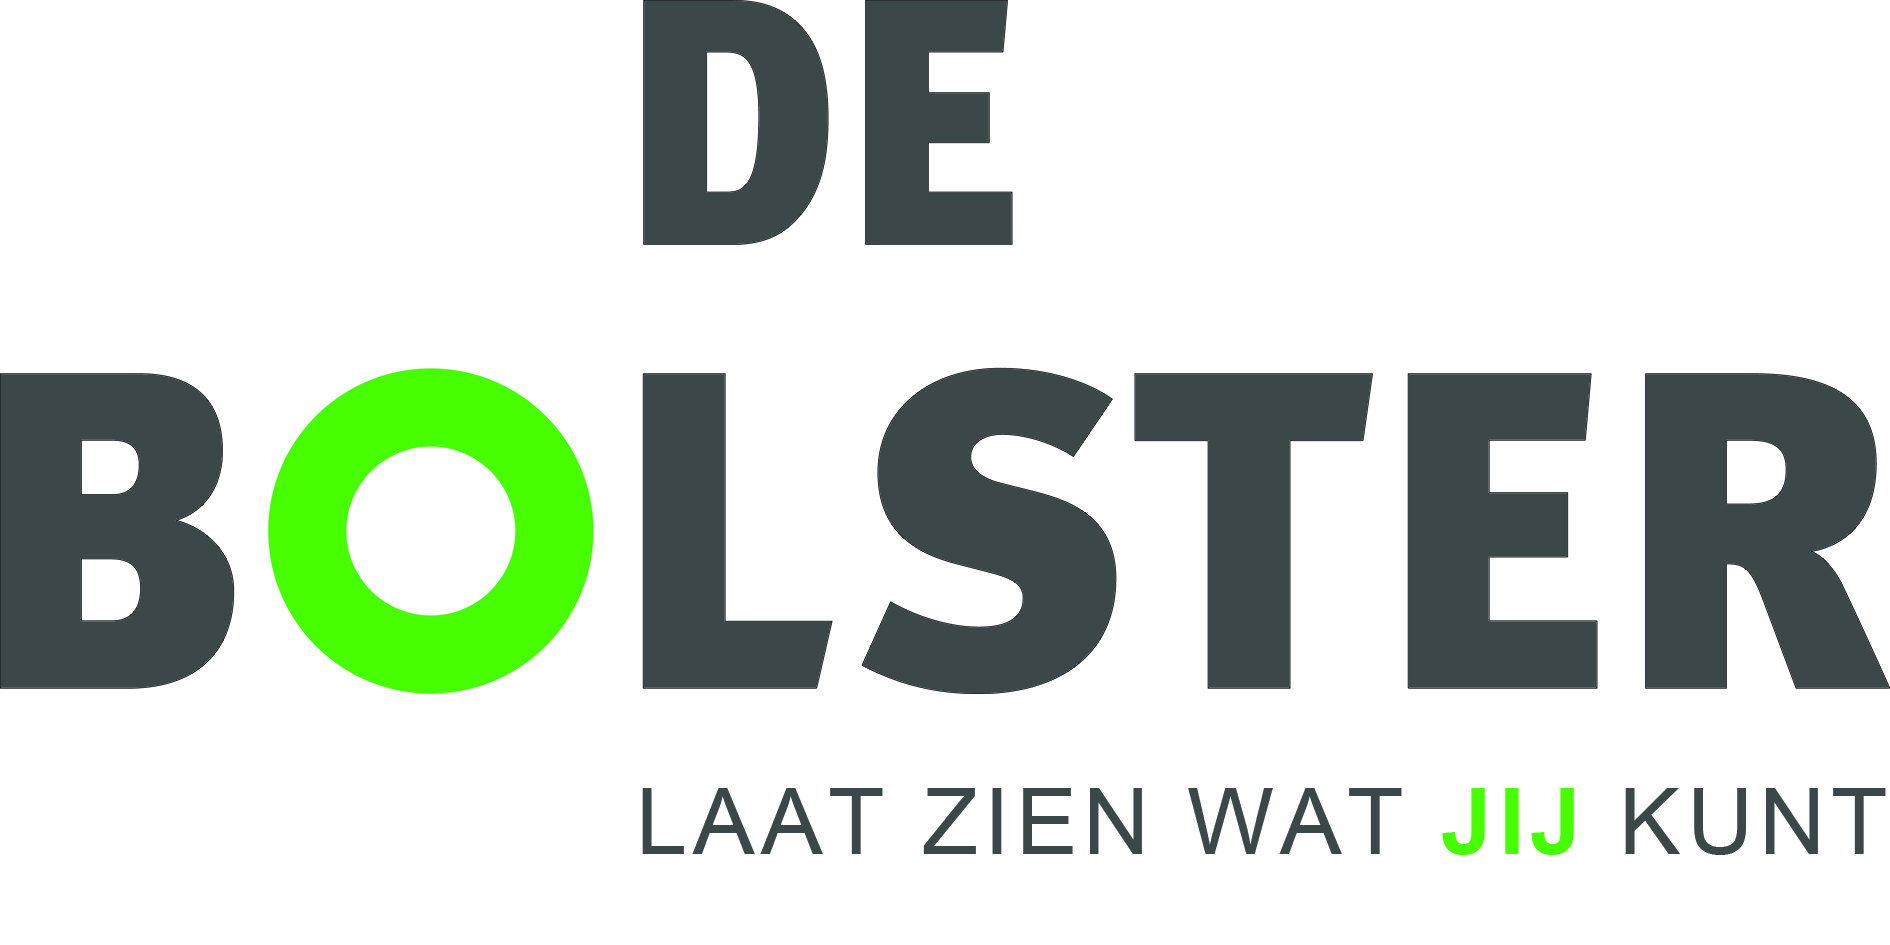 DE
BOLSTER
LAAT ZIEN WAT JIJ KUNT